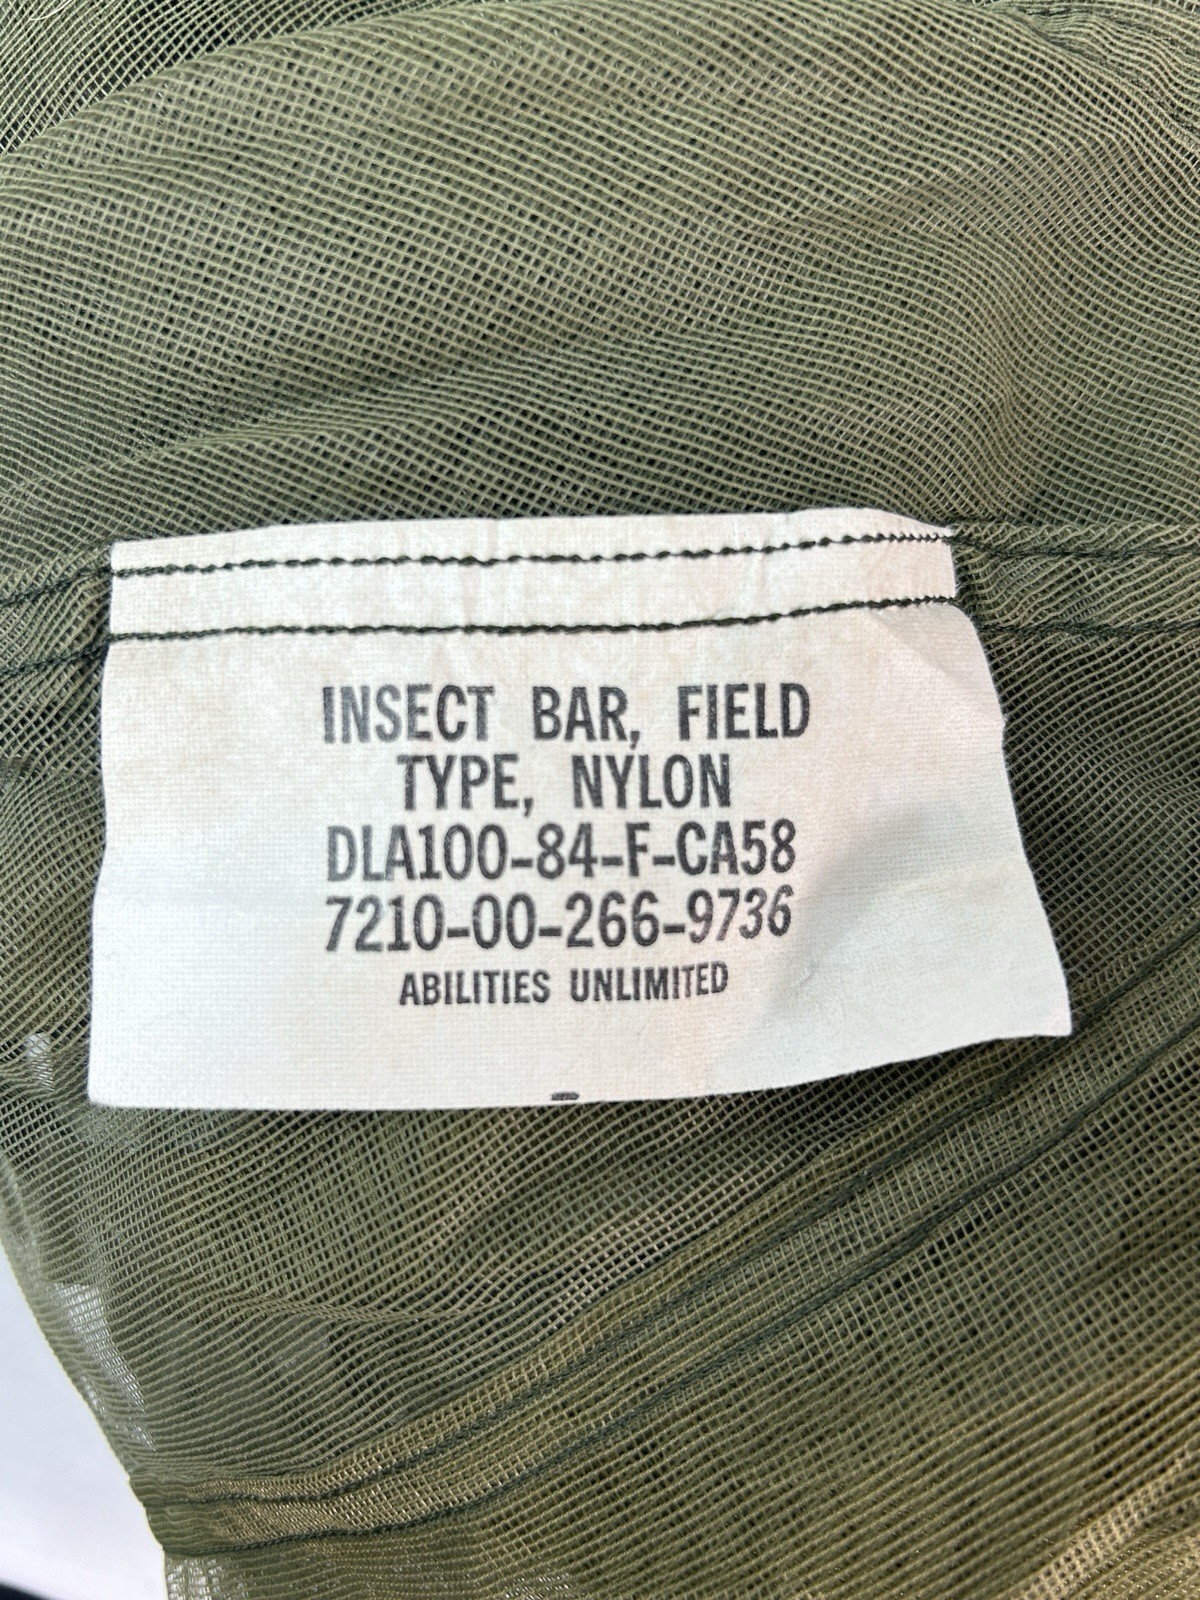 INSECT BAR, FIELD
TYPE, NYLON
DLA100-84-F-CA58
7210-00-266-9736
ABILITIES UNLIMITED